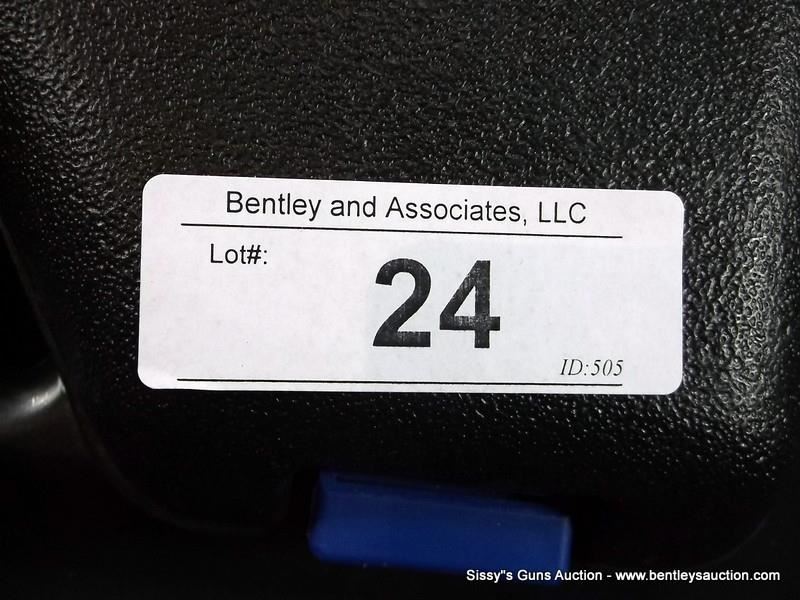 Bentley and Associates, LLC
Lot#:
24
ID:505
Sissy"s Guns Auction - www.bentleysauction.com